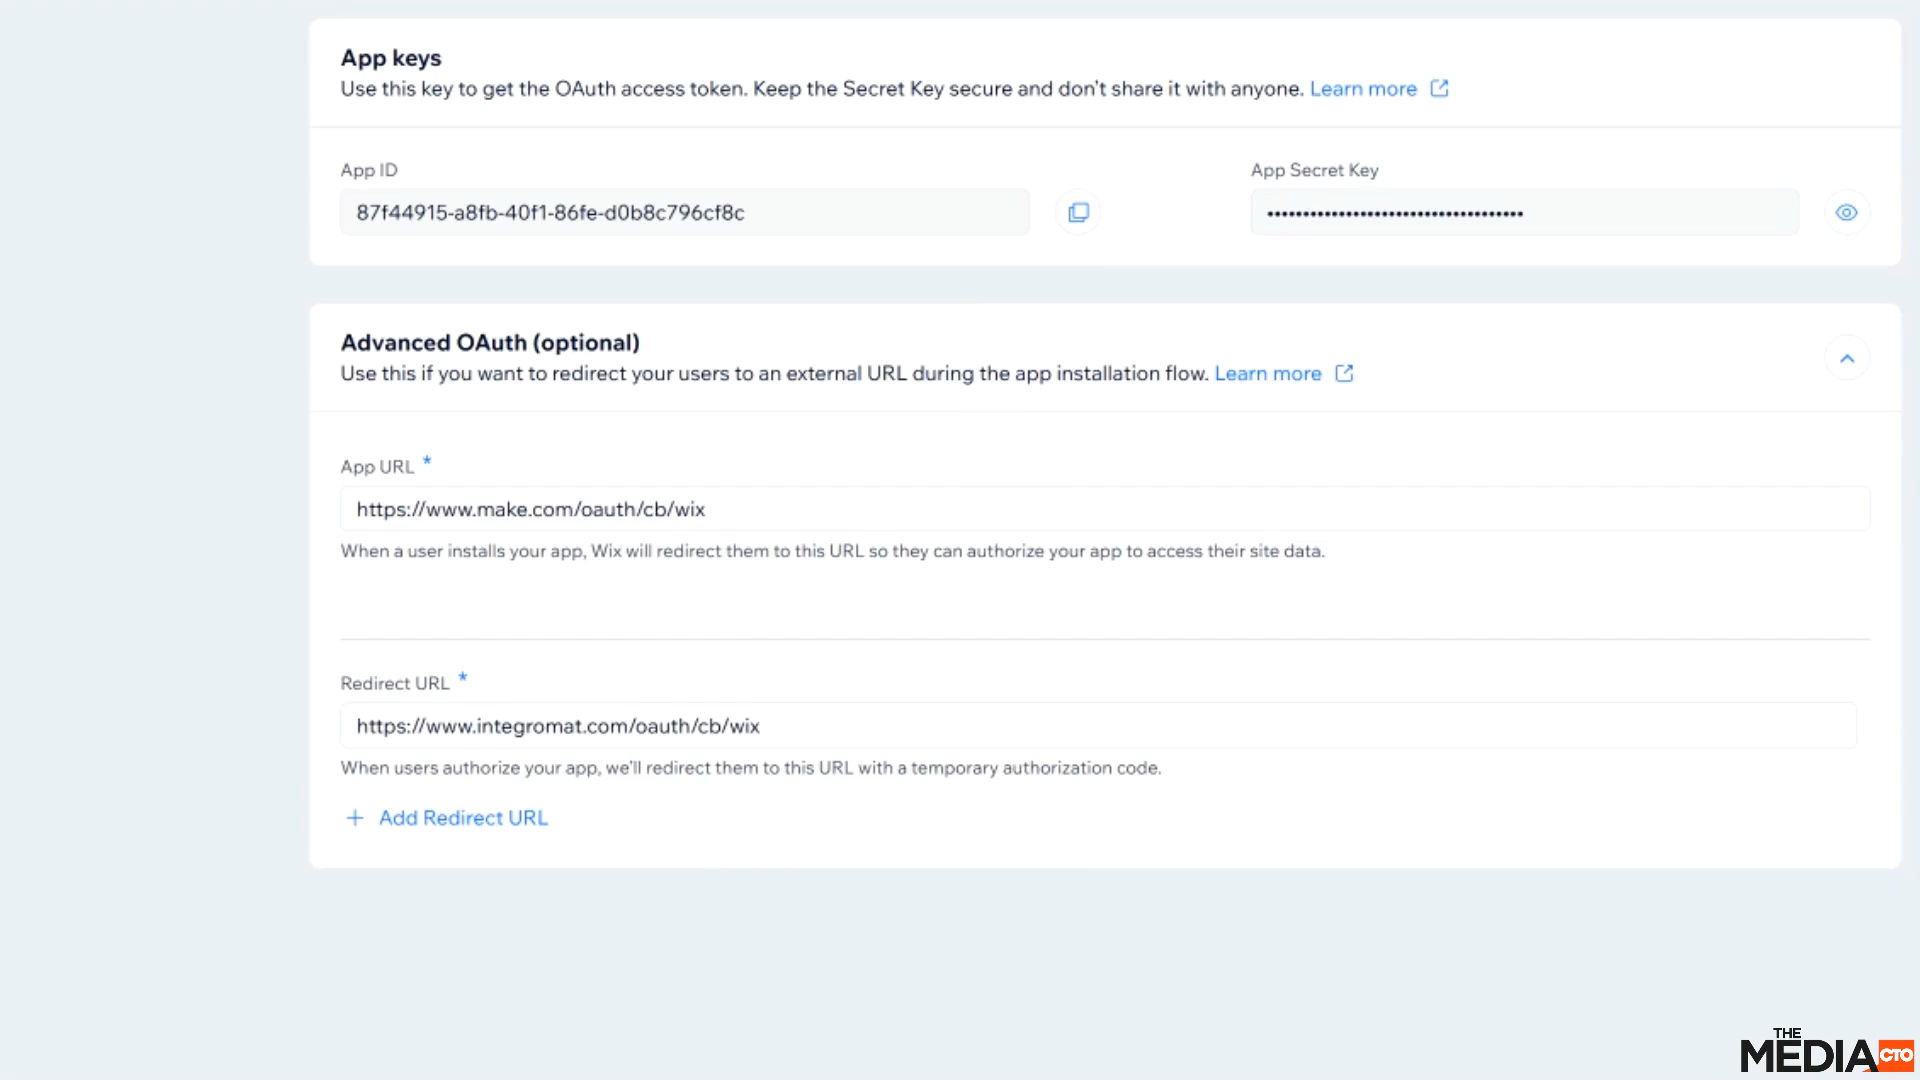 App keys
Use this key to get the OAuth access token. Keep the Secret Key secure and don't share it with anyone. Learn more
App ID
App Secret Key
87f44915-a8fb-40f1-86fe-d0b8c796cf8c
••••••••••••••••••••••••••••••••••••
Advanced OAuth (optional)
Use this if you want to redirect your users to an external URL during the app installation flow. Learn more
App URL *
https://www.make.com/oauth/cb/wix
When a user installs your app, Wix will redirect them to this URL so they can authorize your app to access their site data.
Redirect URL *
https://www.integromat.com/oauth/cb/wix
When users authorize your app, we'll redirect them to this URL with a temporary authorization code.
+ Add Redirect URL
THE
MEDIA CTO